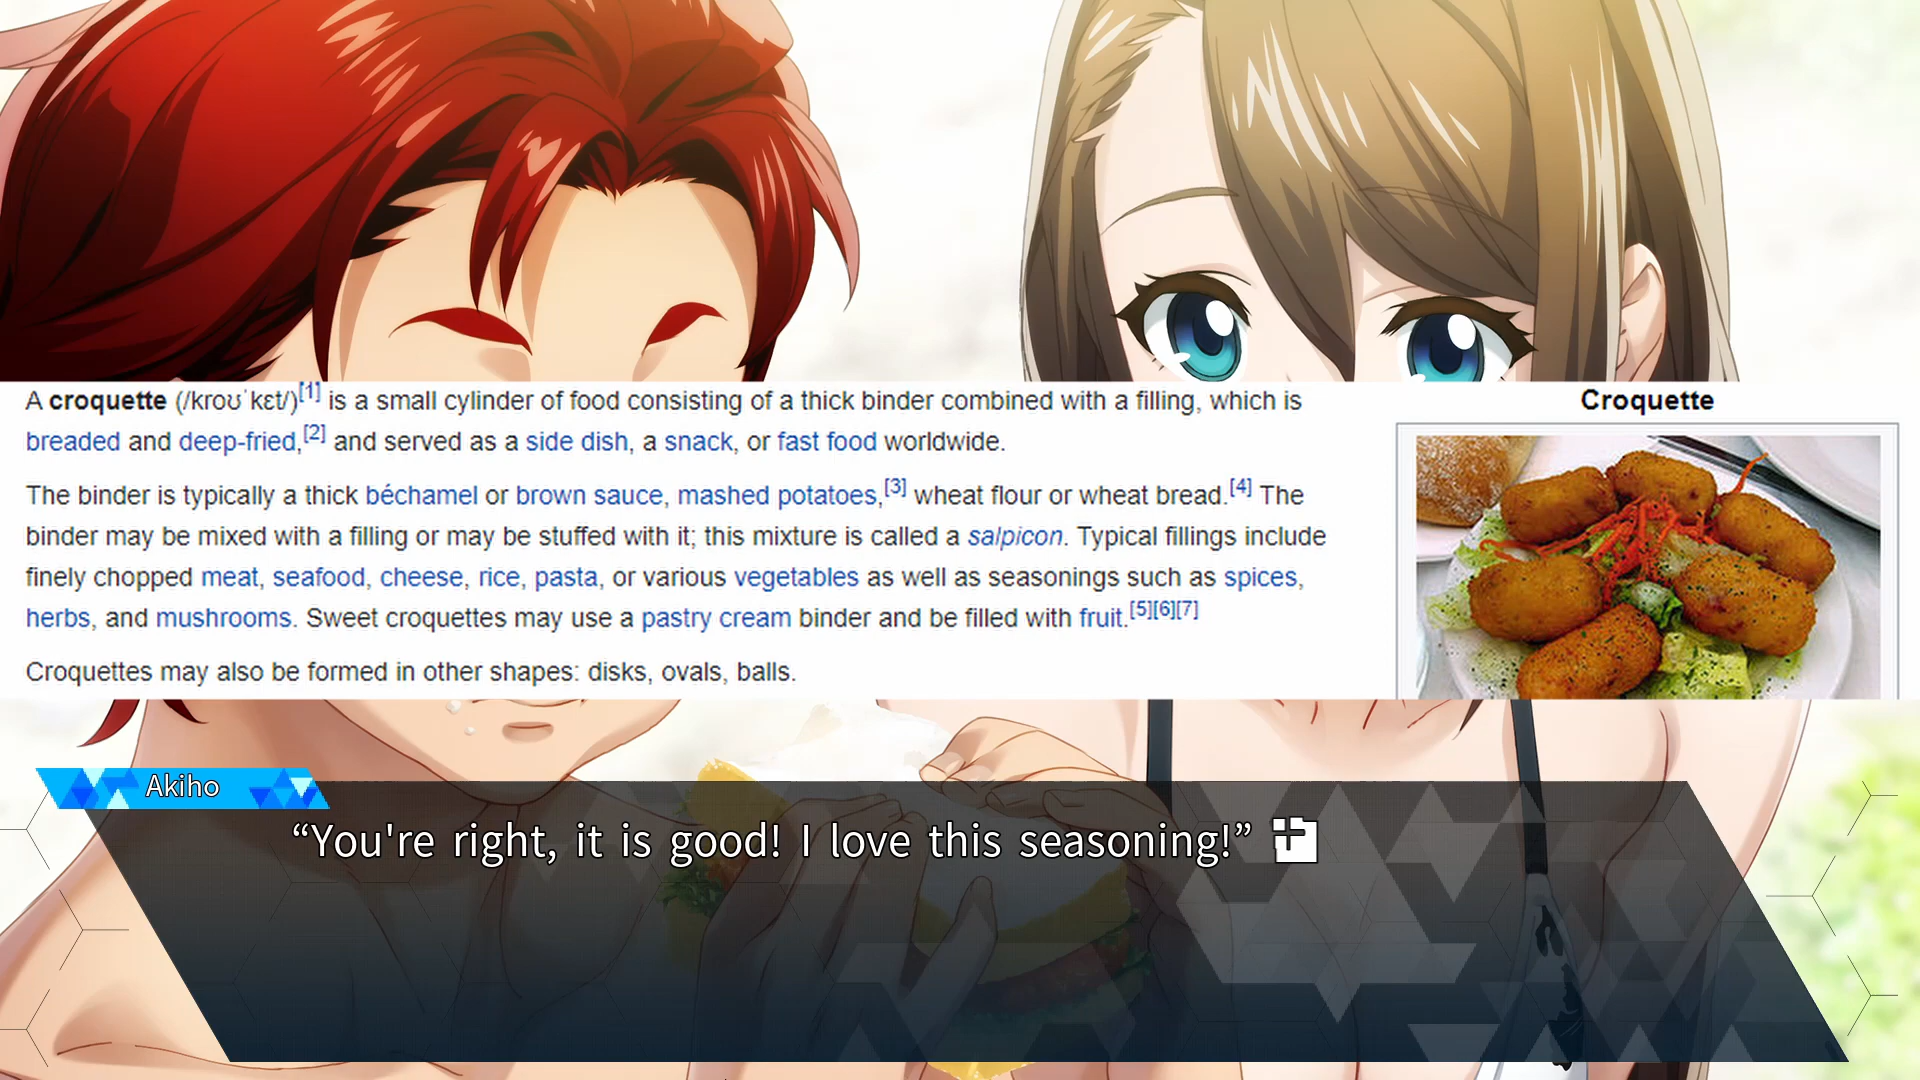 A croquette (/kroʊˈkɛt/)[1] is a small cylinder of food consisting of a thick binder combined with a filling, which is
breaded and deep-fried,[2] and served as a side dish, a snack, or fast food worldwide.
The binder is typically a thick béchamel or brown sauce, mashed potatoes,[3] wheat flour or wheat bread.[4] The
binder may be mixed with a filling or may be stuffed with it; this mixture is called a salpicon. Typical fillings include
finely chopped meat, seafood, cheese, rice, pasta, or various vegetables as well as seasonings such as spices,
herbs, and mushrooms. Sweet croquettes may use a pastry cream binder and be filled with fruit.[5][6][7]
Croquettes may also be formed in other shapes: disks, ovals, balls.
Croquette
Akiho
“You're right, it is good! I love this seasoning!”